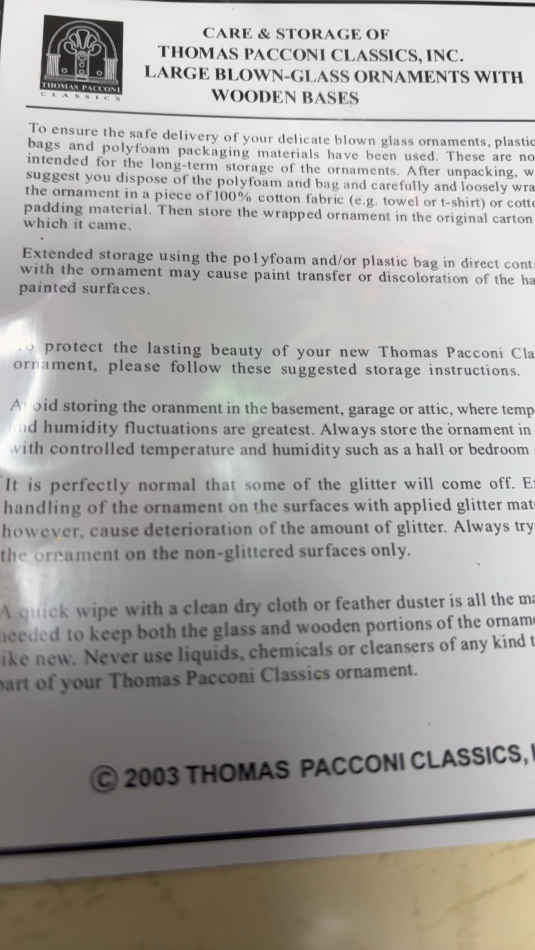 THOMAS PACCONI
CLASSICS
CARE & STORAGE OF
THOMAS PACCONI CLASSICS, INC.
LARGE BLOWN-GLASS ORNAMENTS WITH
WOODEN BASES
To ensure the safe delivery of your delicate blown glass ornaments, plastic
bags and polyfoam packaging materials have been used. These are no
intended for the long-term storage of the ornaments. After unpacking, w
suggest you dispose of the polyfoam and bag and carefully and loosely wra
the ornament in a piece of 100% cotton fabric (e.g. towel or t-shirt) or cotto
padding material. Then store the wrapped ornament in the original carton
which it came.
Extended storage using the polyfoam and/or plastic bag in direct cont
with the ornament may cause paint transfer or discoloration of the ha
painted surfaces.
To protect the lasting beauty of your new Thomas Pacconi Cla
ornament, please follow these suggested storage instructions.
Avoid storing the oranment in the basement, garage or attic, where temp
and humidity fluctuations are greatest. Always store the ornament in
with controlled temperature and humidity such as a hall or bedroom
It is perfectly normal that some of the glitter will come off. Ex
handling of the ornament on the surfaces with applied glitter mat
however, cause deterioration of the amount of glitter. Always try
the ornament on the non-glittered surfaces only.
A quick wipe with a clean dry cloth or feather duster is all the ma
needed to keep both the glass and wooden portions of the orname
like new. Never use liquids, chemicals or cleansers of any kind t
part of your Thomas Pacconi Classics ornament.
© 2003 THOMAS PACCONI CLASSICS, I